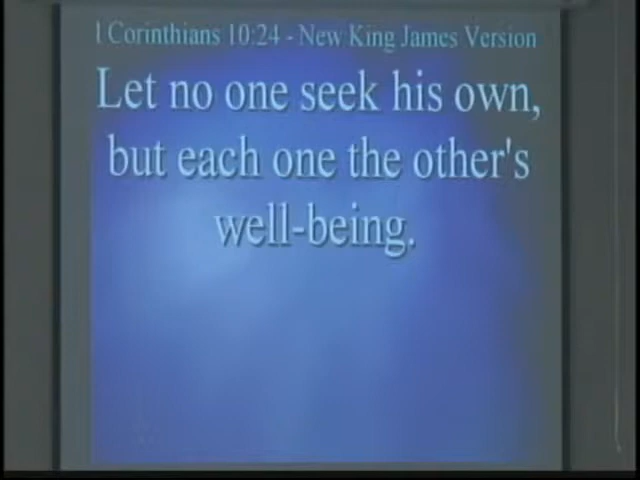 1 Corinthians 10:24 - New King James Version
Let no one seek his own,
but each one the other's
well-being.